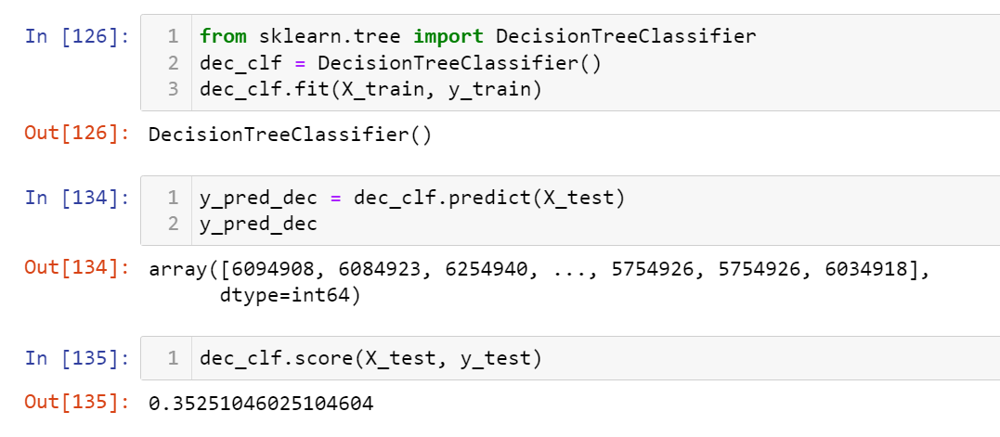 In [126]:
1 from sklearn.tree import DecisionTreeClassifier
2 dec_clf = DecisionTreeClassifier()
3 dec_clf.fit(X_train, y_train)
Out[126]: DecisionTreeClassifier()
In [134]:
1 y_pred_dec = dec_clf.predict(X_test)
2 y_pred_dec
Out[134]: array([6094908, 6084923, 6254940, ..., 5754926, 5754926, 6034918],
dtype=int64)
In [135]:
1 dec_clf.score(X_test, y_test)
Out[135]: 0.35251046025104604